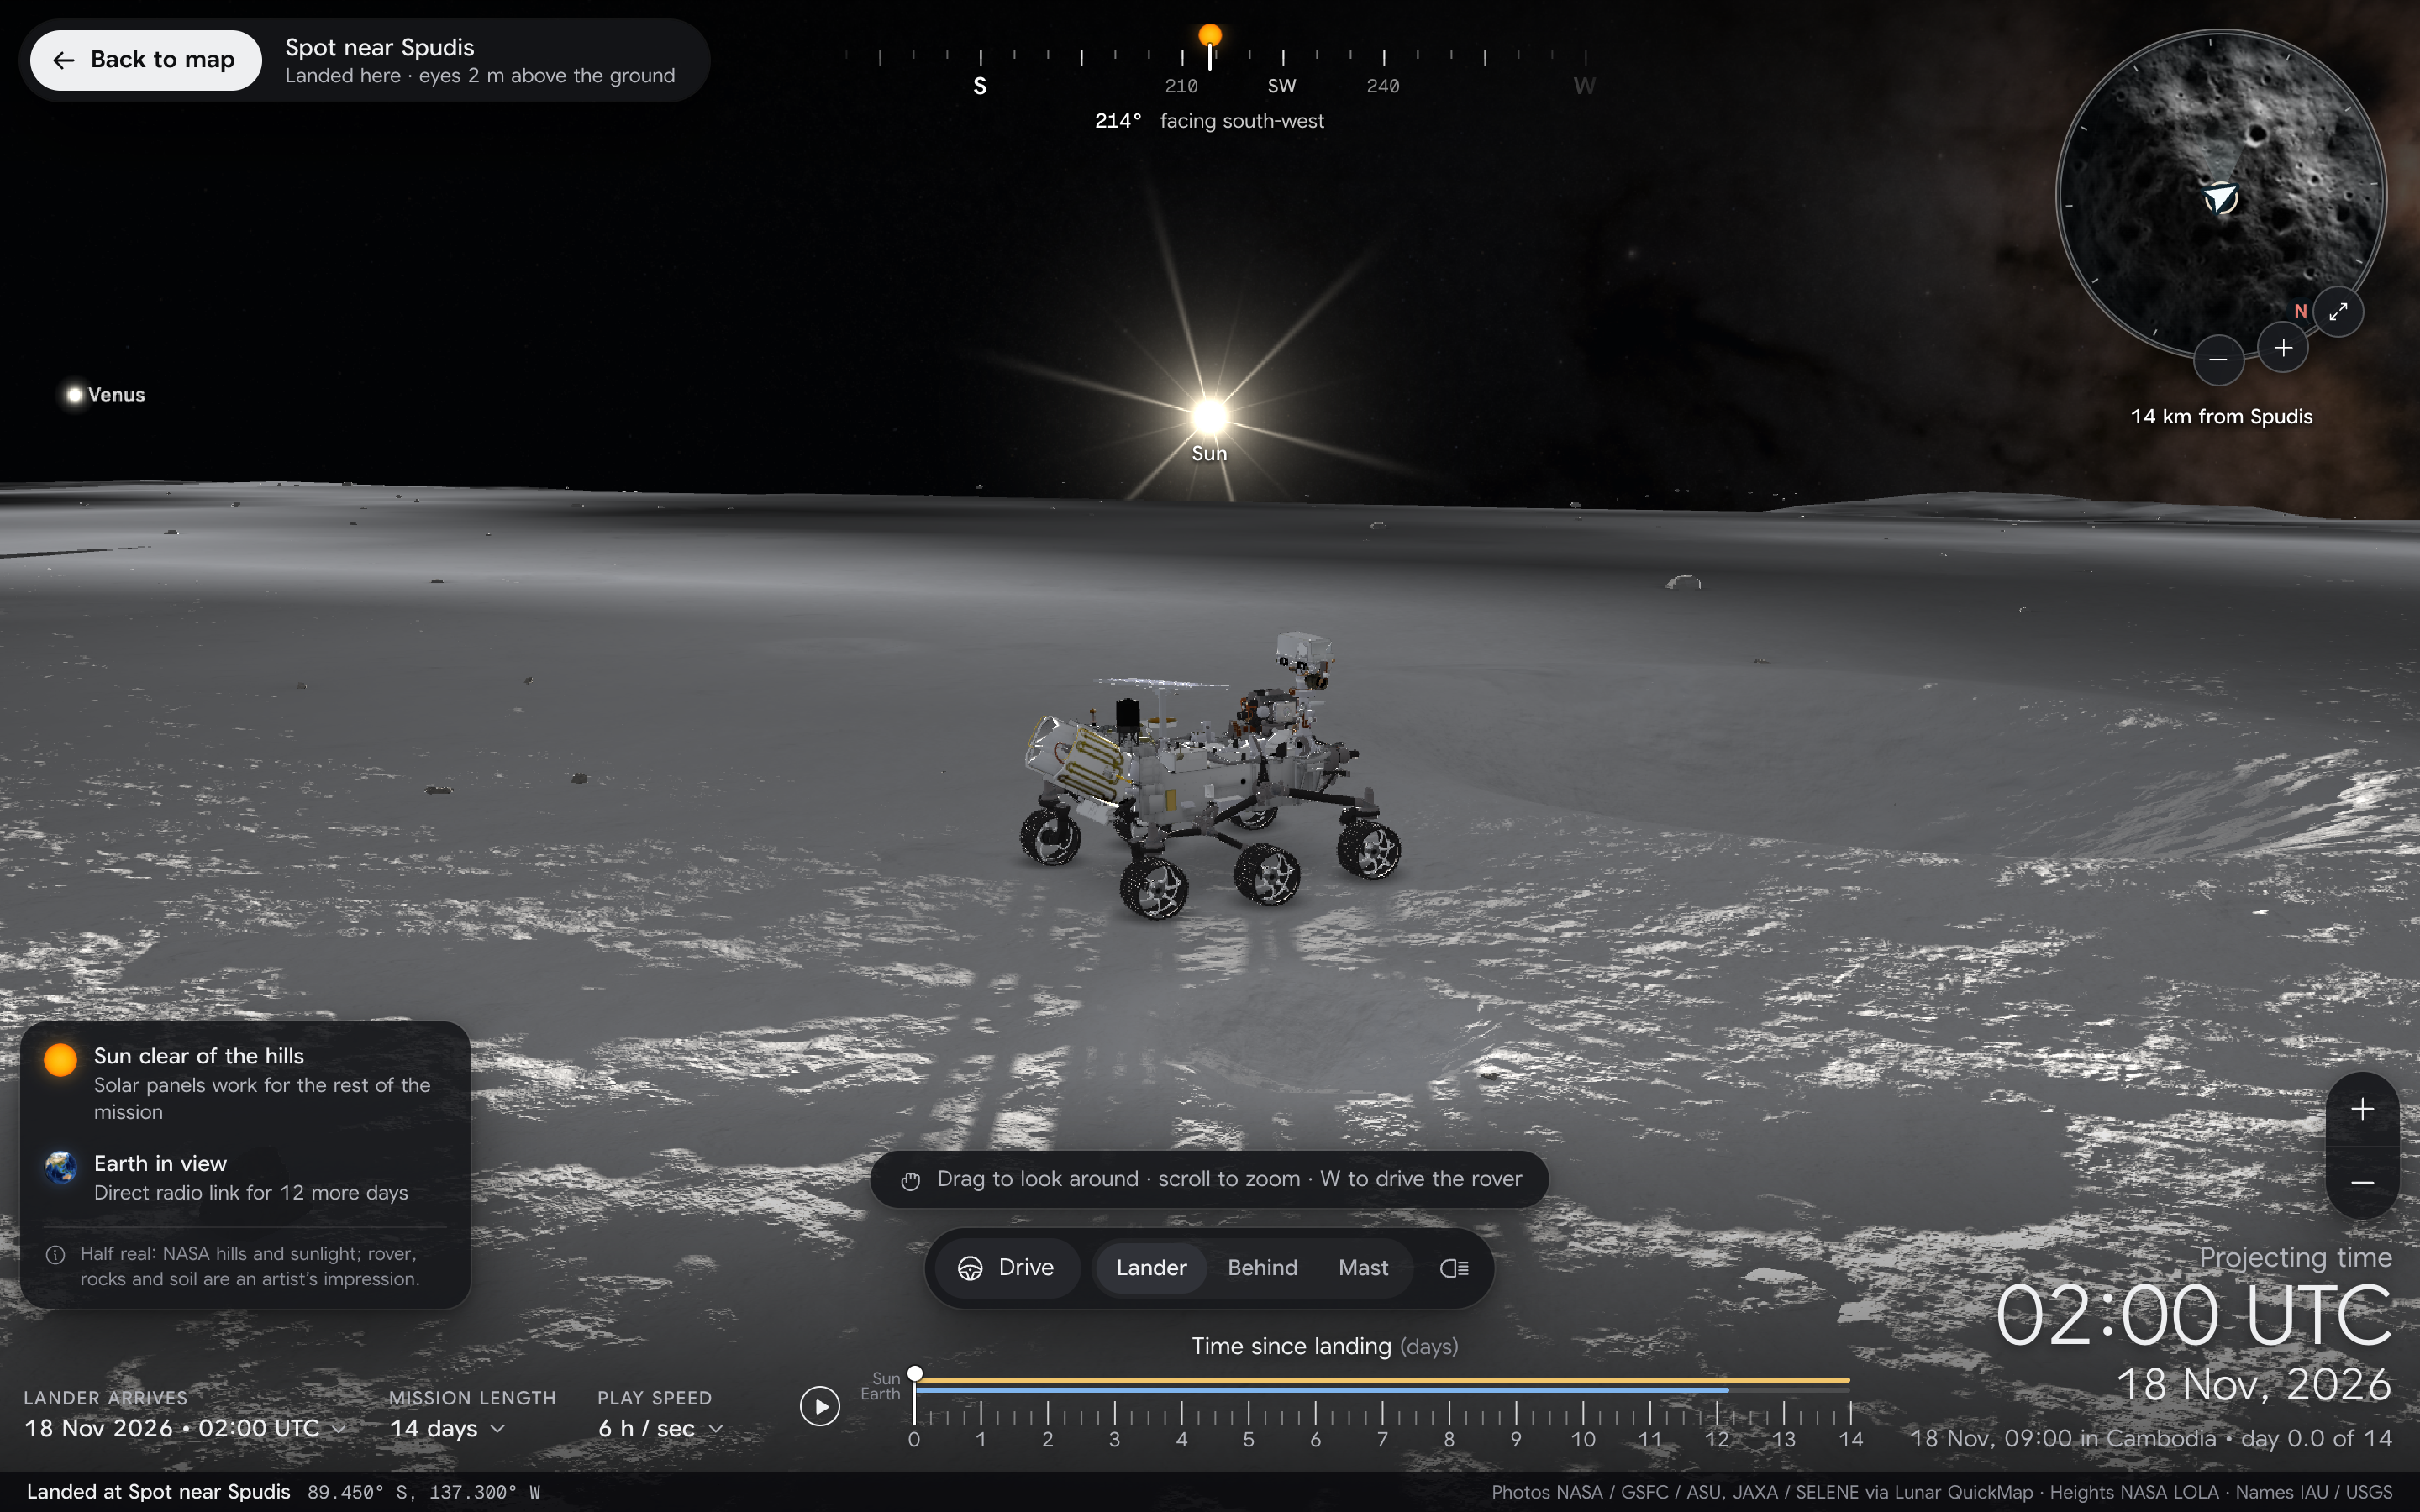 Back to map
Spot near Spudis
Landed here · eyes 2 m above the ground
S 210 SW 240 W
214° facing south-west
N
14 km from Spudis
Venus
Sun
Sun clear of the hills
Solar panels work for the rest of the
mission
Earth in view
Direct radio link for 12 more days
Half real: NASA hills and sunlight; rover,
rocks and soil are an artist's impression.
Drag to look around · scroll to zoom · W to drive the rover
Drive Lander Behind Mast
Projecting time
02:00 UTC
18 Nov, 2026
18 Nov, 09:00 in Cambodia • day 0.0 of 14
LANDER ARRIVES
18 Nov 2026 • 02:00 UTC
MISSION LENGTH
14 days
PLAY SPEED
6 h / sec
Time since landing (days)
Sun
Earth
0 1 2 3 4 5 6 7 8 9 10 11 12 13 14
Landed at Spot near Spudis 89.450° S, 137.300° W
Photos NASA / GSFC / ASU, JAXA / SELENE via Lunar QuickMap · Heights NASA LOLA · Names IAU / USGS